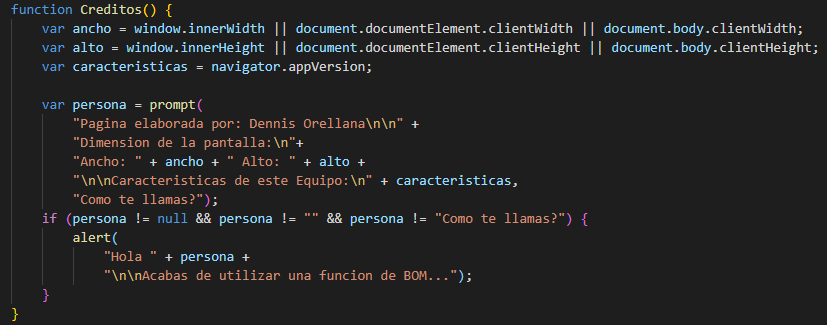 function Creditos() {
    var ancho = window.innerWidth || document.documentElement.clientWidth || document.body.clientWidth;
    var alto = window.innerHeight || document.documentElement.clientHeight || document.body.clientHeight;
    var caracteristicas = navigator.appVersion;

    var persona = prompt(
        "Pagina elaborada por: Dennis Orellana\n\n" +
        "Dimension de la pantalla:\n"+
        "Ancho: " + ancho + " Alto: " + alto +
        "\n\nCaracteristicas de este Equipo:\n" + caracteristicas,
        "Como te llamas?");
    if (persona != null && persona != "" && persona != "Como te llamas?") {
        alert(
            "Hola " + persona +
            "\n\nAcabas de utilizar una funcion de BOM...");
    }
}